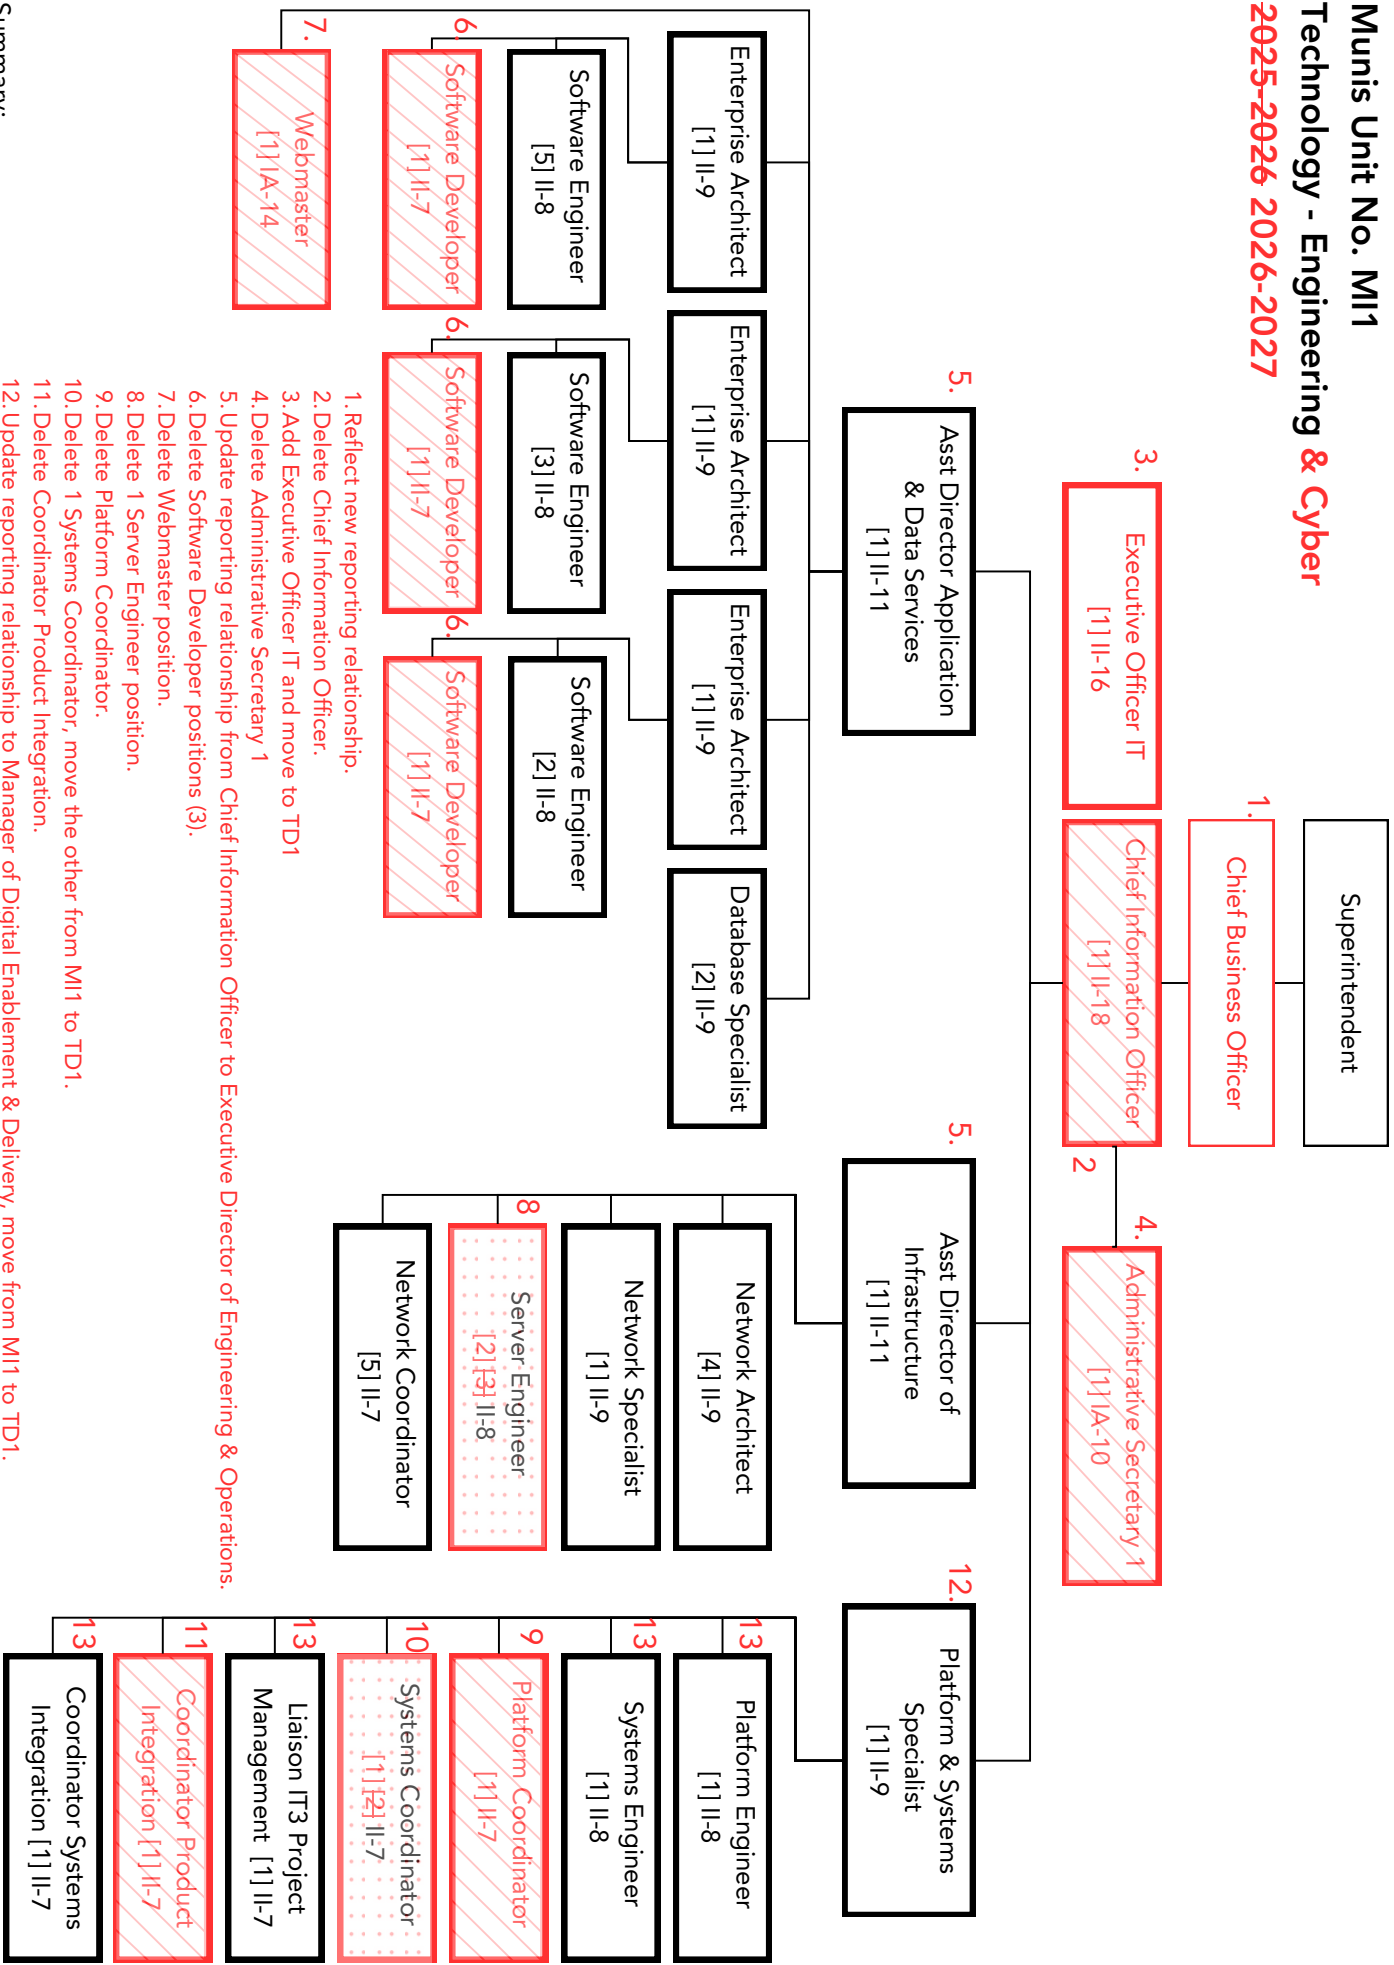 Munis Unit No. MI1
Technology - Engineering & Cyber
2025-2026 2026-2027
Superintendent
1.
Chief Business Officer
3.
Executive Officer IT
[1] II-16
Chief Information Officer
[1] II-18
2
4.
Administrative Secretary 1
[1] IA-10
5.
Asst Director Application
& Data Services
[1] II-11
5.
Asst Director of
Infrastructure
[1] II-11
12.
Platform & Systems
Specialist
[1] II-9
Enterprise Architect
[1] II-9
Enterprise Architect
[1] II-9
Enterprise Architect
[1] II-9
Database Specialist
[2] II-9
Software Engineer
[5] II-8
Software Engineer
[3] II-8
Software Engineer
[2] II-8
6.
Software Developer
[1] II-7
6.
Software Developer
[1] II-7
6.
Software Developer
[1] II-7
7.
Webmaster
[1] IA-14
Network Architect
[4] II-9
Network Specialist
[1] II-9
8
Server Engineer
[2] [3] II-8
Network Coordinator
[5] II-7
13
Platform Engineer
[1] II-8
13
Systems Engineer
[1] II-8
9
Platform Coordinator
[1] II-7
10
Systems Coordinator
[1] [2] II-7
13
Liaison IT3 Project
Management [1] II-7
11
Coordinator Product
Integration [1] II-7
13
Coordinator Systems
Integration [1] II-7
1. Reflect new reporting relationship.
2. Delete Chief Information Officer.
3. Add Executive Officer IT and move to TD1
4. Delete Administrative Secretary 1
5. Update reporting relationship from Chief Information Officer to Executive Director of Engineering & Operations.
6. Delete Software Developer positions (3).
7. Delete Webmaster position.
8. Delete 1 Server Engineer position.
9. Delete Platform Coordinator.
10. Delete 1 Systems Coordinator, move the other from MI1 to TD1.
11. Delete Coordinator Product Integration.
12. Update reporting relationship to Manager of Digital Enablement & Delivery, move from MI1 to TD1.
Summary: